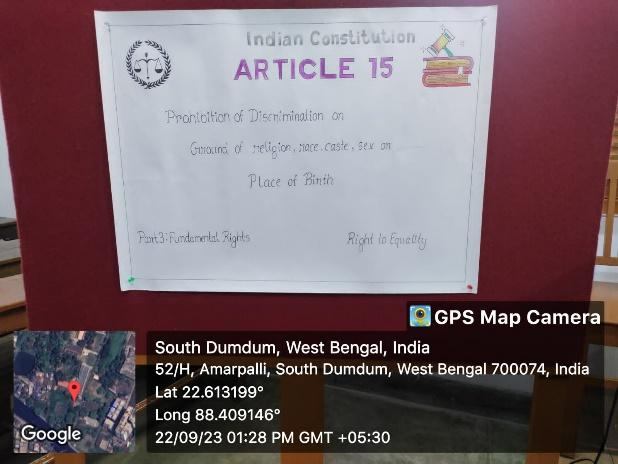 Indian Constitution
ARTICLE 15
Prohibition of Discrimination on
Ground of religion, race, caste, sex or
Place of Birth
Part 3: Fundamental Rights
Right to Equality
GPS Map Camera
South Dumdum, West Bengal, India
52/H, Amarpalli, South Dumdum, West Bengal 700074, India
Lat 22.613199°
Long 88.409146°
22/09/23 01:28 PM GMT +05:30
Google